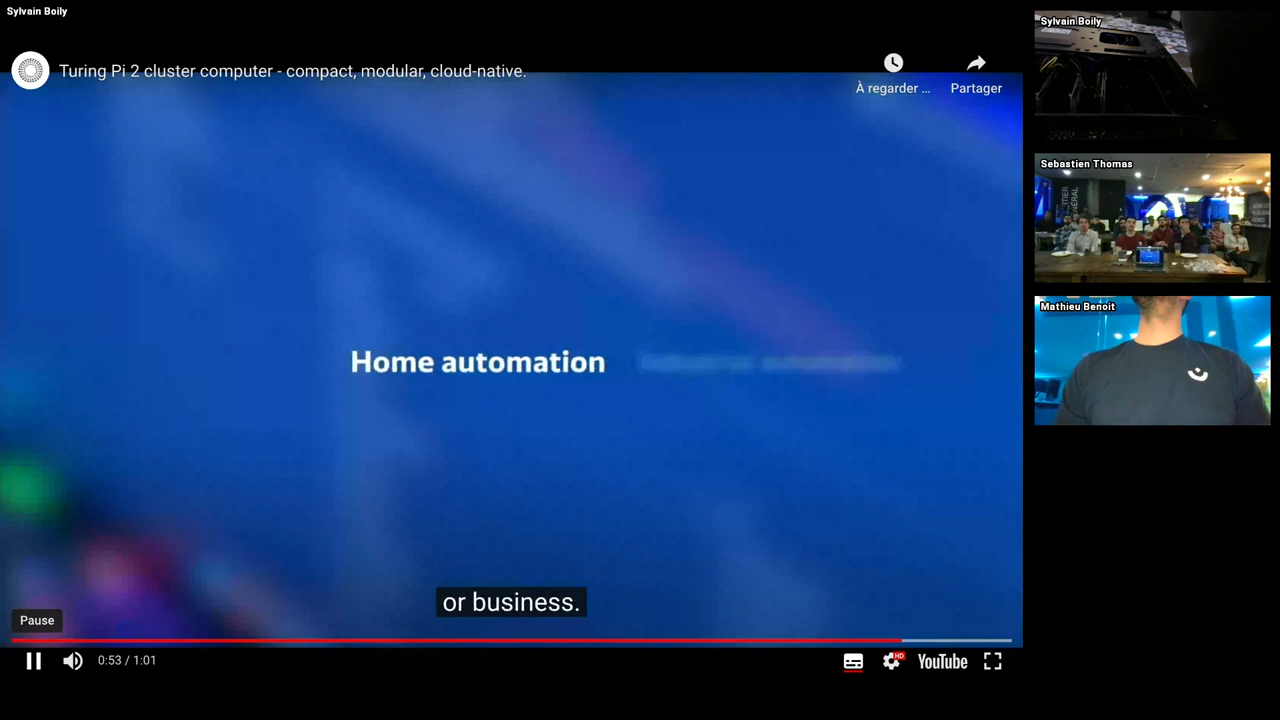 Sylvain Boily
Turing Pi 2 cluster computer - compact, modular, cloud-native.
À regarder ...
Partager
Home automation
or business.
Pause
0:53 / 1:01
HD
YouTube
Sylvain Boily
Sebastien Thomas
Mathieu Benoit